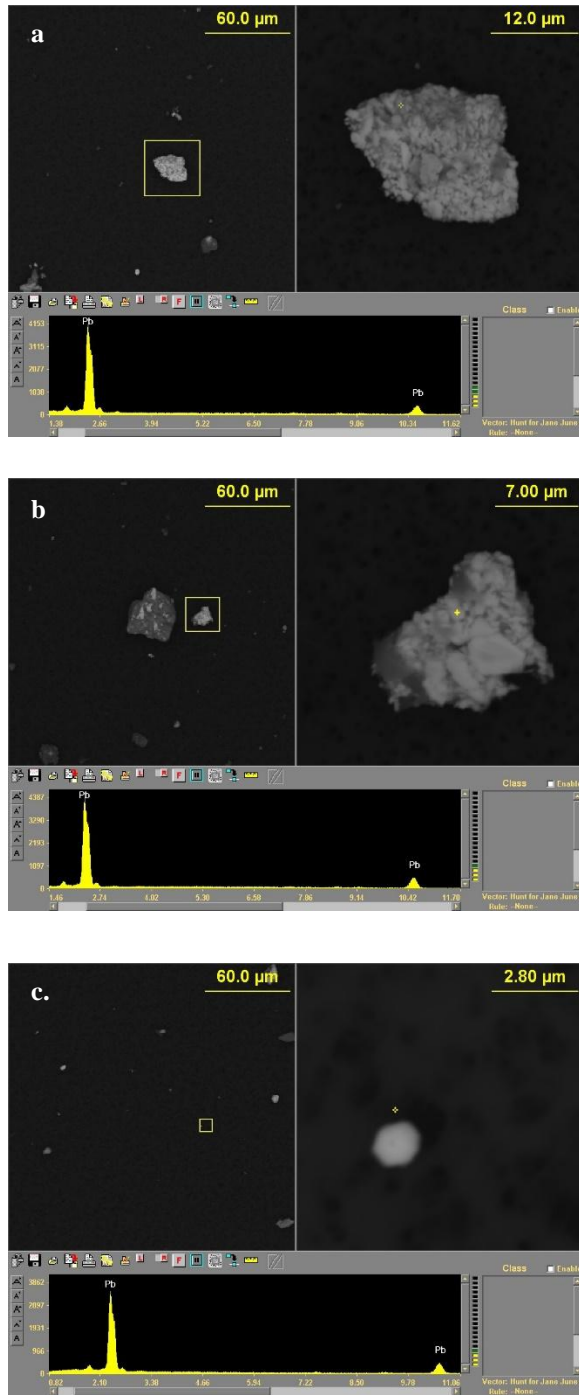 a 60.0 µm 12.0 µm
Class Enable
4153 Pb
3115
2077 Pb
1038
0
1.38 2.66 3.94 5.22 6.50 7.78 9.06 10.34 11.62
Vector: Hunt for Jano June
Rule: --None--
b 60.0 µm 7.00 µm
Class Enable
4387 Pb
3290
2193
1097 Pb
0
1.46 2.74 4.02 5.30 6.58 7.86 9.14 10.42 11.70
Vector: Hunt for Jano June
Rule: --None--
c. 60.0 µm 2.80 µm
Class Enable
3862 Pb
2897
1931
966 Pb
0
0.82 2.10 3.38 4.66 5.94 7.22 8.50 9.78 11.06
Vector: Hunt for Jano June
Rule: --None--